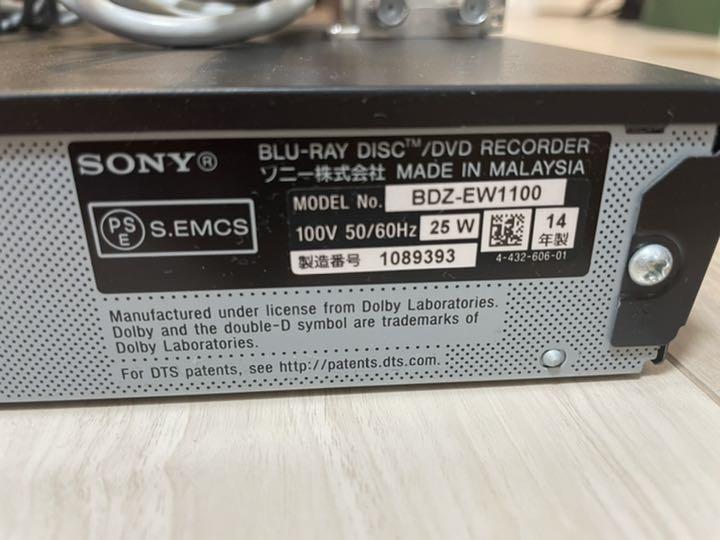 SONY®
BLU-RAY DISC™/DVD RECORDER
ソニー株式会社 MADE IN MALAYSIA
PSE S.EMCS
MODEL No. BDZ-EW1100
100V 50/60Hz 25 W
14年製
製造番号 1089393
4-432-606-01
Manufactured under license from Dolby Laboratories.
Dolby and the double-D symbol are trademarks of
Dolby Laboratories.
For DTS patents, see http://patents.dts.com.